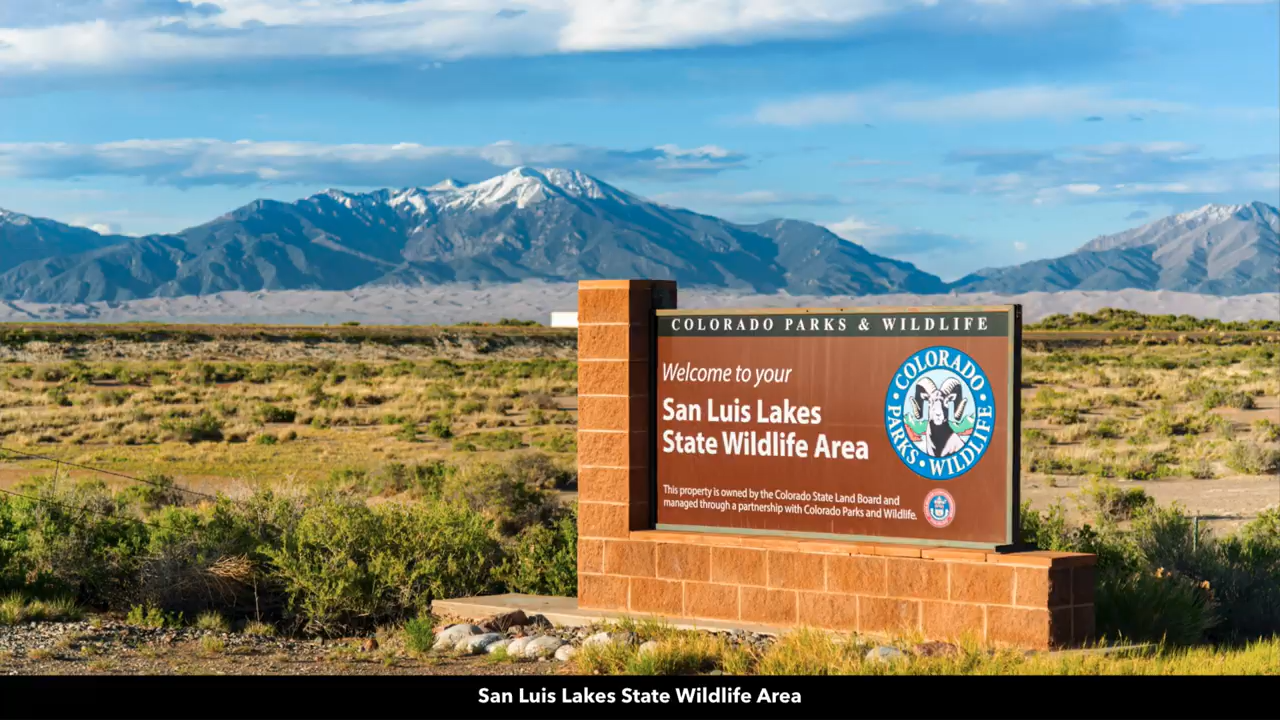 COLORADO PARKS & WILDLIFE
Welcome to your
San Luis Lakes
State Wildlife Area
COLORADO
PARKS • WILDLIFE
This property is owned by the Colorado State Land Board and
managed through a partnership with Colorado Parks and Wildlife.
San Luis Lakes State Wildlife Area